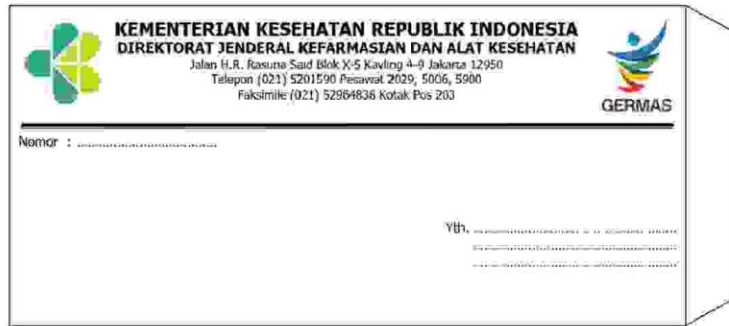 KEMENTERIAN KESEHATAN REPUBLIK INDONESIA
DIREKTORAT JENDERAL KEFARMASIAN DAN ALAT KESEHATAN
Jalan H.R. Rasuna Said Blok X-5 Kavling 4-9 Jakarta 12950
Telepon (021) 5201590 Pesawat 2029, 5006, 5900
Faksimile (021) 52964838 Kotak Pos 203
GERMAS
Nomor : ..............................
Yth. ..............................
..............................
..............................